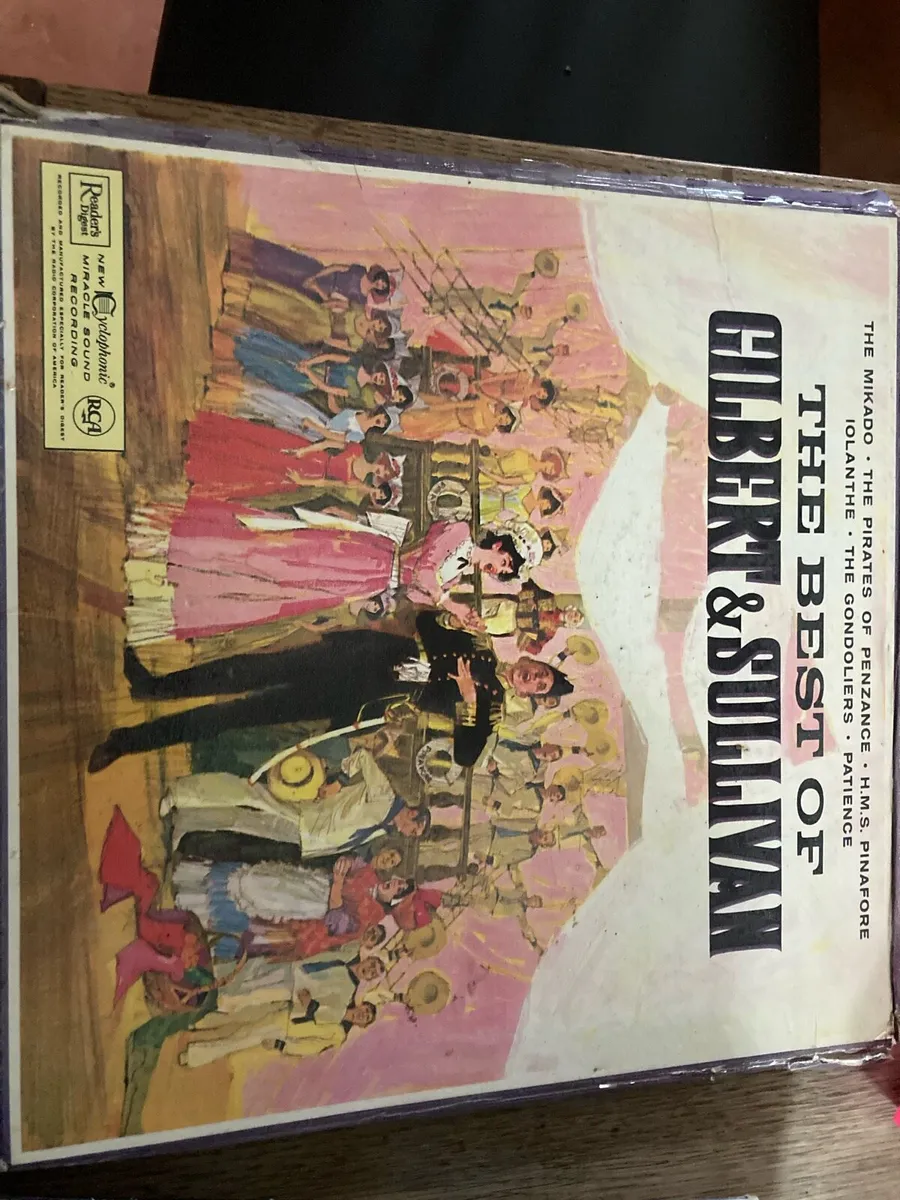 THE MIKADO • THE PIRATES OF PENZANCE • H.M.S. PINAFORE
IOLANTHE • THE GONDOLIERS • PATIENCE
THE BEST OF
GILBERT & SULLIVAN
Reader's
Digest
NEW Cyclophonic®
MIRACLE SOUND
RECORDING
RCA
RECORDED AND MANUFACTURED ESPECIALLY FOR READER'S DIGEST
BY THE RADIO CORPORATION OF AMERICA